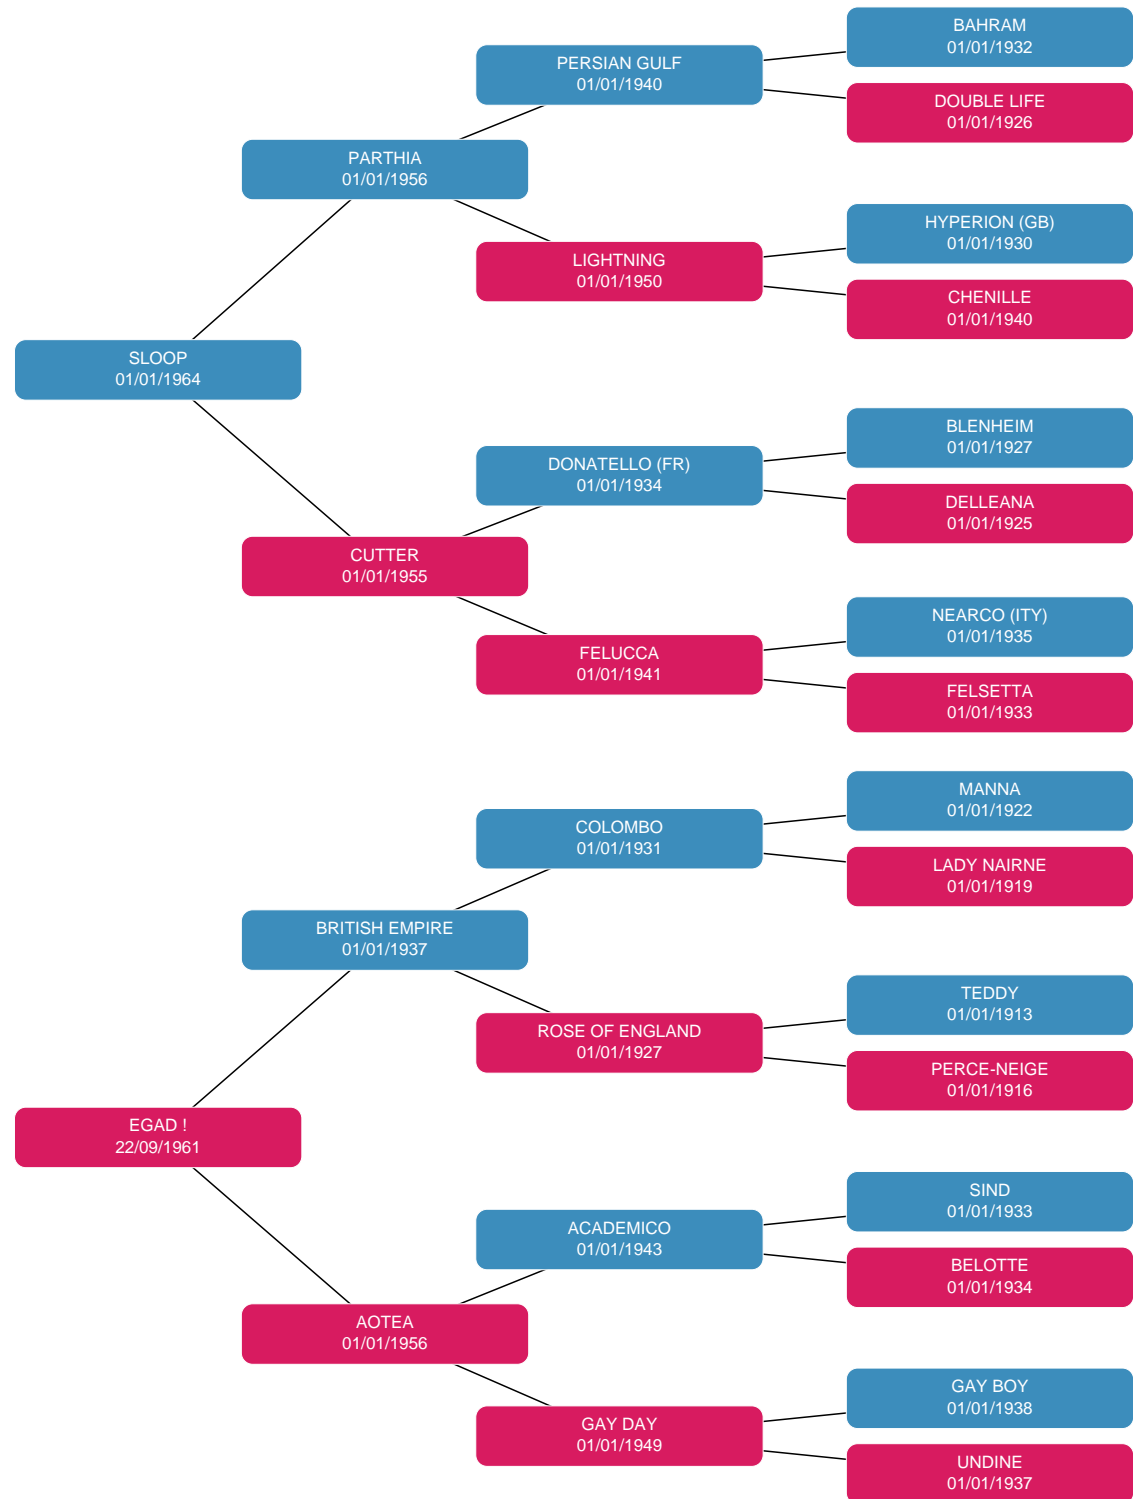 BAHRAM
01/01/1932
PERSIAN GULF
01/01/1940
DOUBLE LIFE
01/01/1926
PARTHIA
01/01/1956
HYPERION (GB)
01/01/1930
LIGHTNING
01/01/1950
CHENILLE
01/01/1940
SLOOP
01/01/1964
BLENHEIM
01/01/1927
DONATELLO (FR)
01/01/1934
DELLEANA
01/01/1925
CUTTER
01/01/1955
NEARCO (ITY)
01/01/1935
FELUCCA
01/01/1941
FELSETTA
01/01/1933
MANNA
01/01/1922
COLOMBO
01/01/1931
LADY NAIRNE
01/01/1919
BRITISH EMPIRE
01/01/1937
TEDDY
01/01/1913
ROSE OF ENGLAND
01/01/1927
PERCE-NEIGE
01/01/1916
EGAD !
22/09/1961
SIND
01/01/1933
ACADEMICO
01/01/1943
BELOTTE
01/01/1934
AOTEA
01/01/1956
GAY BOY
01/01/1938
GAY DAY
01/01/1949
UNDINE
01/01/1937